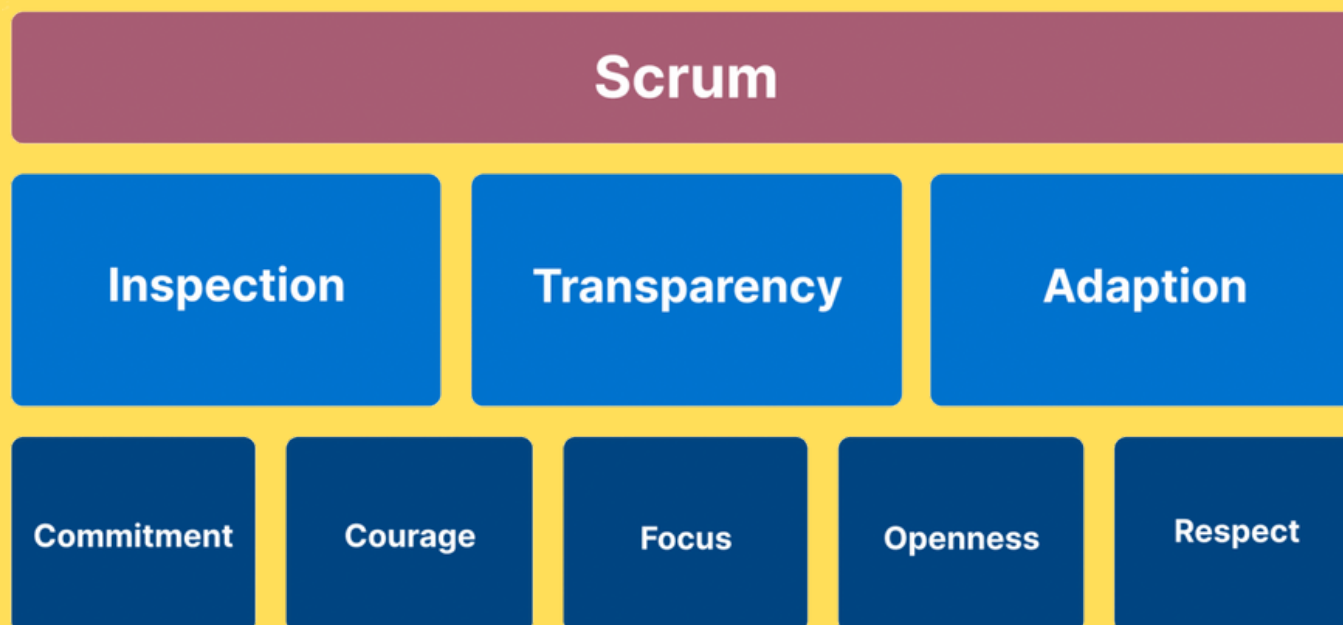 Scrum
Inspection
Transparency
Adaption
Commitment
Courage
Focus
Openness
Respect